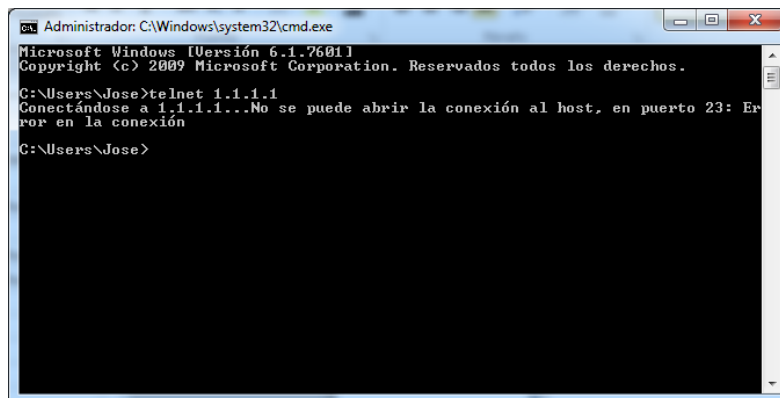 Administrador: C:\Windows\system32\cmd.exe
Microsoft Windows [Versión 6.1.7601]
Copyright (c) 2009 Microsoft Corporation. Reservados todos los derechos.
C:\Users\Jose>telnet 1.1.1.1
Conectándose a 1.1.1.1...No se puede abrir la conexión al host, en puerto 23: Er
ror en la conexión
C:\Users\Jose>